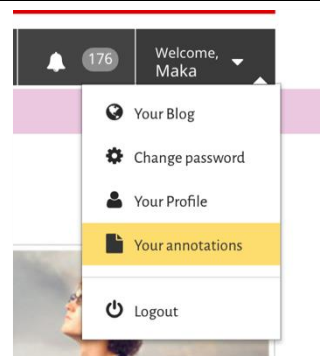 176
Welcome,
Maka
Your Blog
Change password
Your Profile
Your annotations
Logout